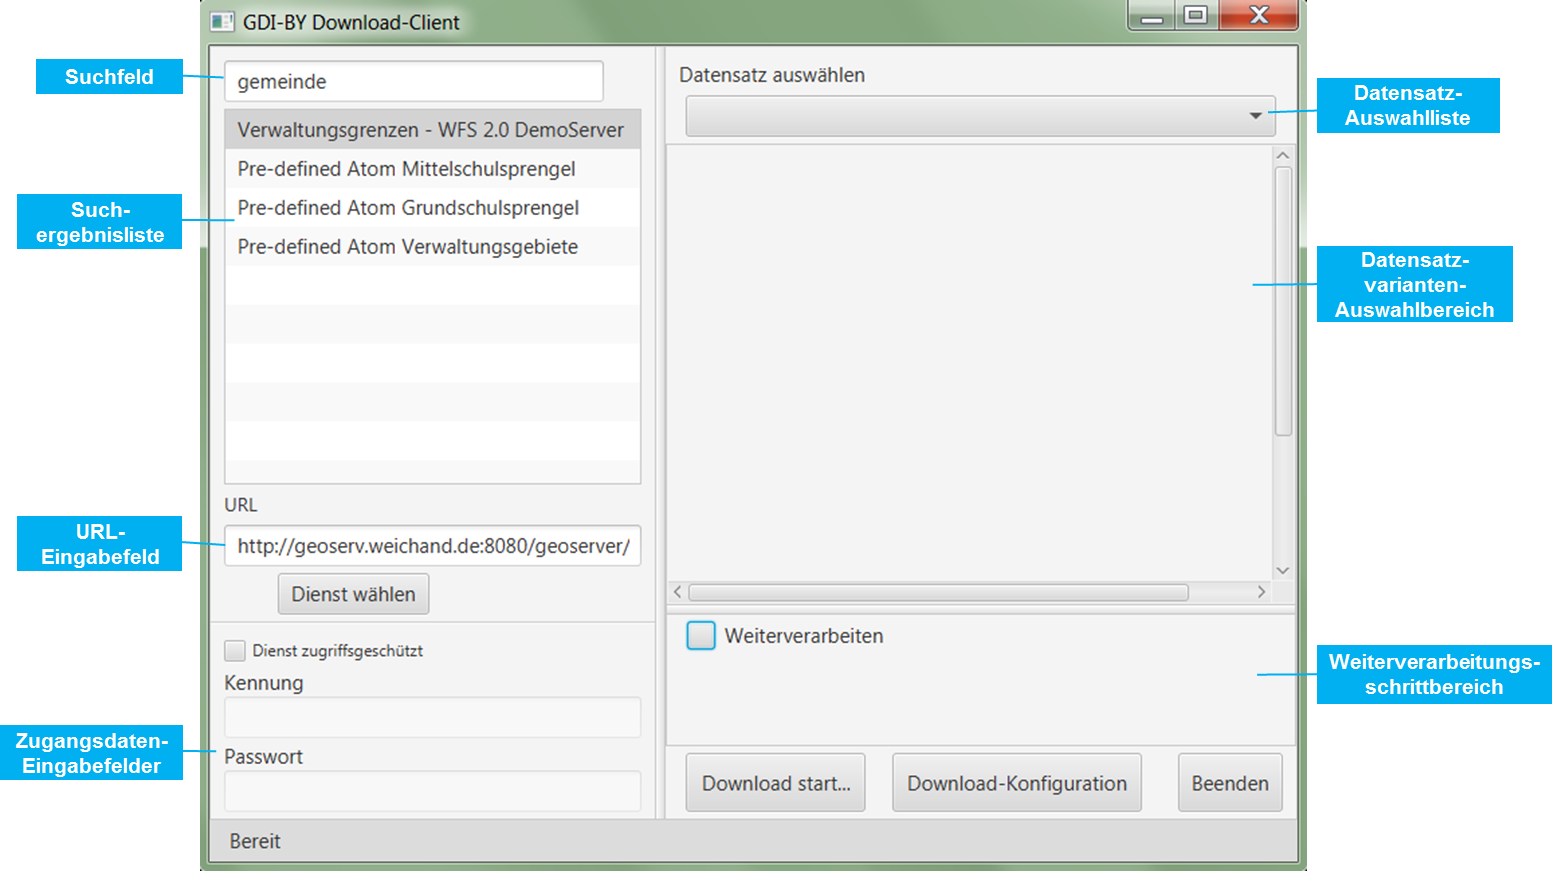 GDI-BY Download-Client
Suchfeld
gemeinde
Verwaltungsgrenzen - WFS 2.0 DemoServer
Pre-defined Atom Mittelschulsprengel
Pre-defined Atom Grundschulsprengel
Pre-defined Atom Verwaltungsgebiete
Such-
ergebnisliste
URL
URL-
Eingabefeld
http://geoserv.weichand.de:8080/geoserver/
Dienst wählen
Dienst zugriffsgeschützt
Kennung
Zugangsdaten-
Eingabefelder
Passwort
Datensatz auswählen
Datensatz-
Auswahlliste
Datensatz-
varianten-
Auswahlbereich
Weiterverarbeiten
Weiterverarbeitungs-
schrittbereich
Download start...
Download-Konfiguration
Beenden
Bereit